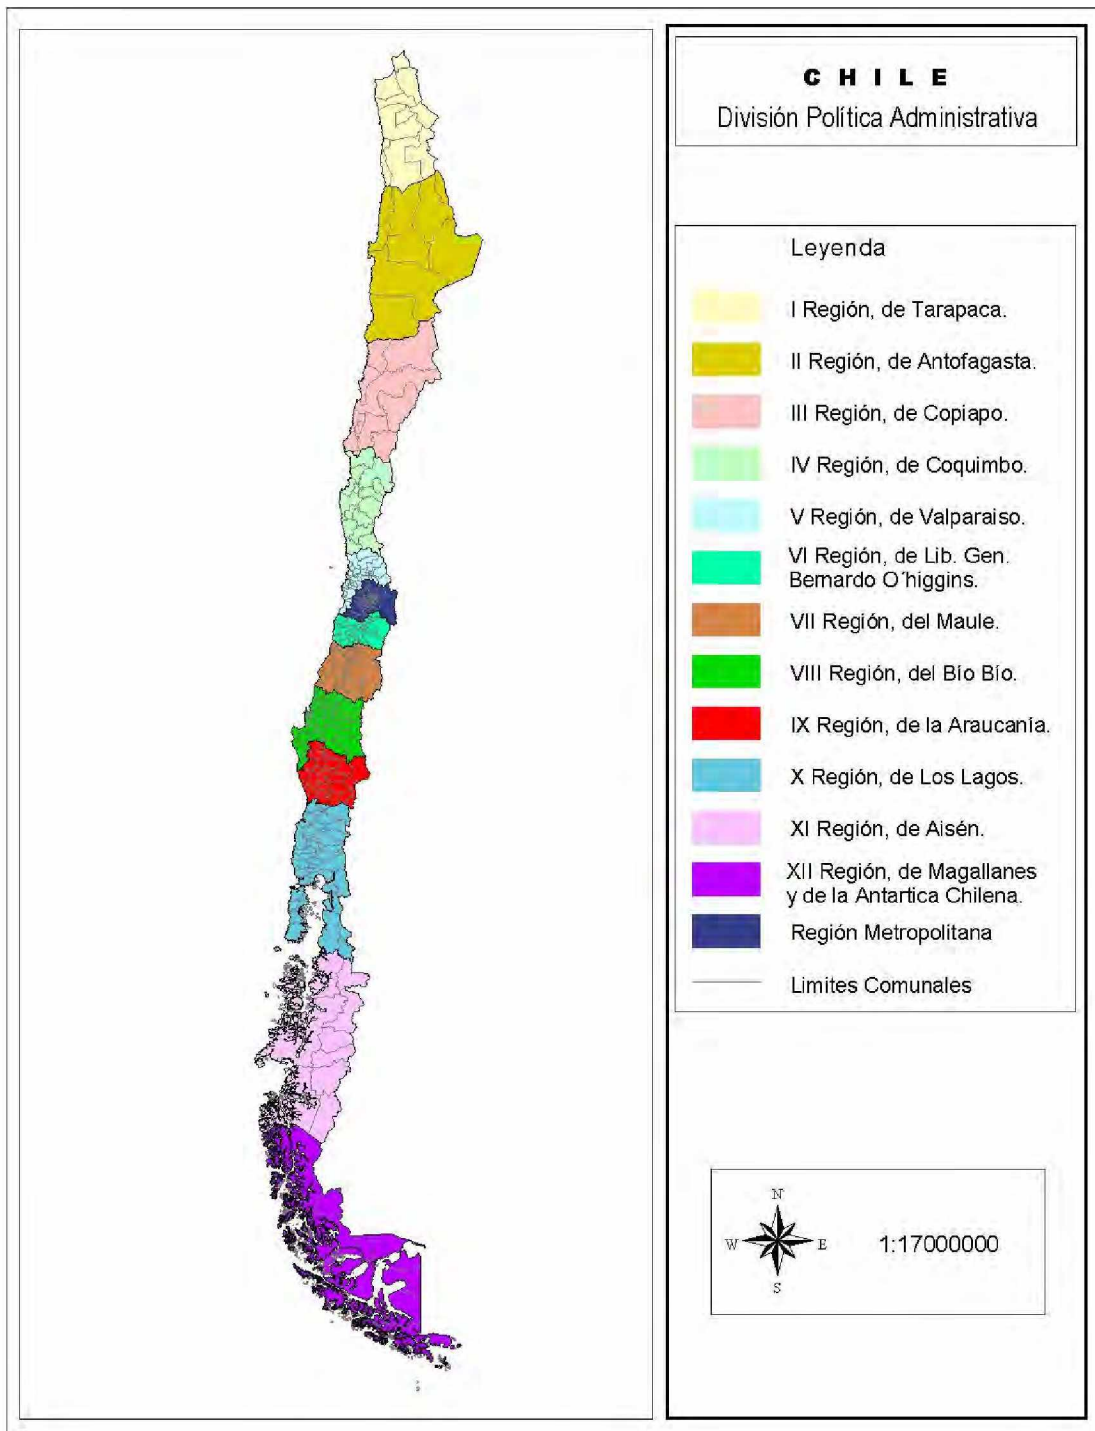 CHILE
División Política Administrativa
Leyenda
I Región, de Tarapaca.
II Región, de Antofagasta.
III Región, de Copiapo.
IV Región, de Coquimbo.
V Región, de Valparaiso.
VI Región, de Lib. Gen.
Bernardo O´higgins.
VII Región, del Maule.
VIII Región, del Bío Bío.
IX Región, de la Araucanía.
X Región, de Los Lagos.
XI Región, de Aisén.
XII Región, de Magallanes
y de la Antartica Chilena.
Región Metropolitana
Limites Comunales
N
W E
S
1:17000000